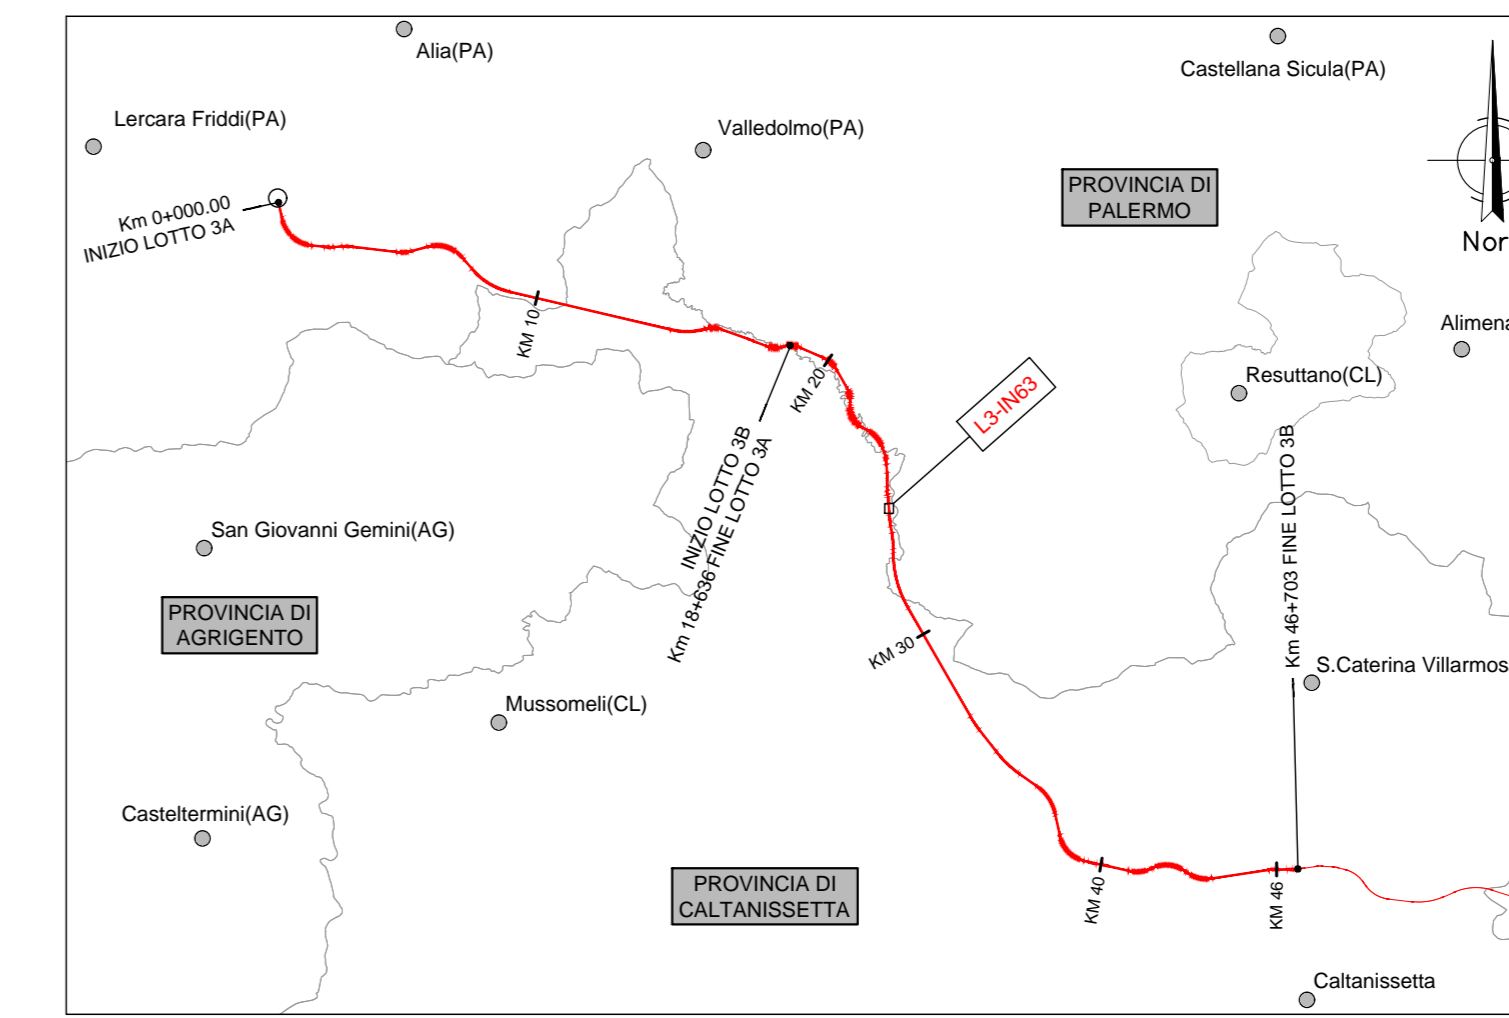 Alia(PA)
Castellana Sicula(PA)
Lercara Friddi(PA)
Valledolmo(PA)
PROVINCIA DI
PALERMO
Km 0+000.00
INIZIO LOTTO 3A
Nor
KM 10
Alimena
KM 20
Resuttano(CL)
L3-IN63
INIZIO LOTTO 3B
Km 18+636 FINE LOTTO 3A
San Giovanni Gemini(AG)
Km 46+703 FINE LOTTO 3B
PROVINCIA DI
AGRIGENTO
KM 30
S.Caterina Villarmos
Mussomeli(CL)
Casteltermini(AG)
PROVINCIA DI
CALTANISSETTA
KM 40
KM 46
Caltanissetta